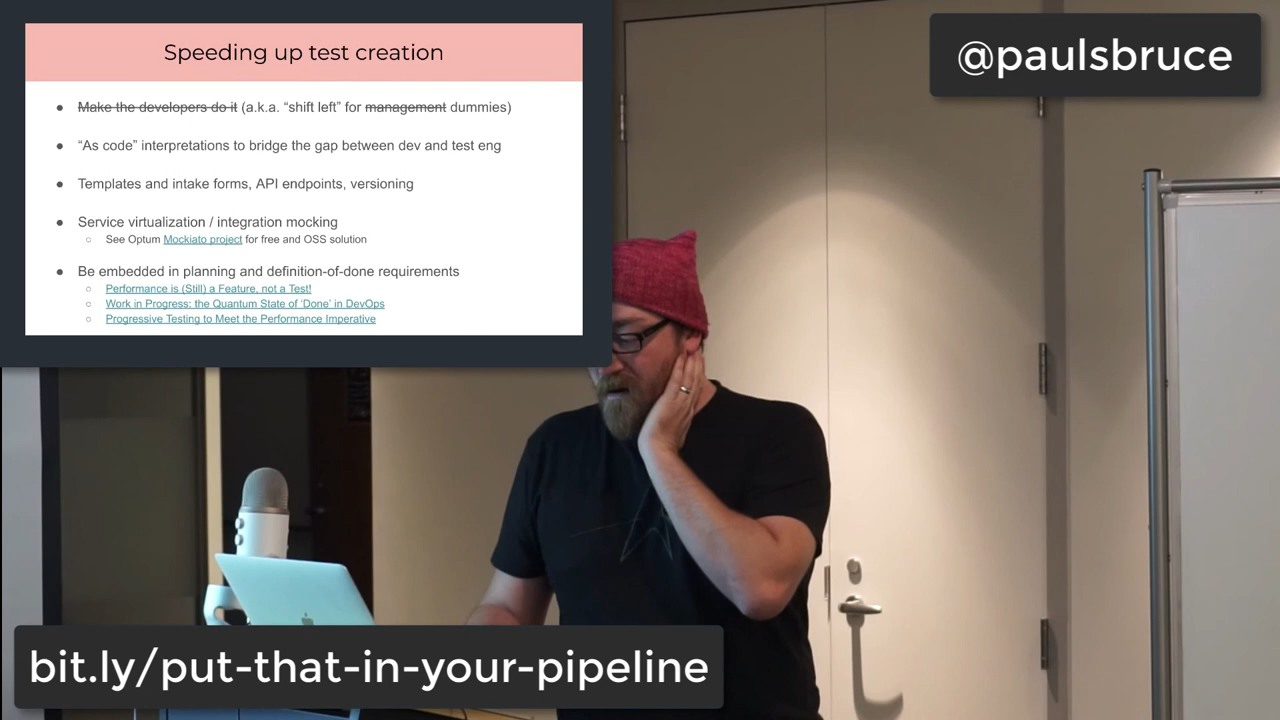 Speeding up test creation
@paulsbruce
● Make the developers do it (a.k.a. “shift left” for management dummies)
● “As code” interpretations to bridge the gap between dev and test eng
● Templates and intake forms, API endpoints, versioning
● Service virtualization / integration mocking
○ See Optum Mockiato project for free and OSS solution
● Be embedded in planning and definition-of-done requirements
○ Performance is (Still) a Feature, not a Test!
○ Work in Progress: the Quantum State of ‘Done’ in DevOps
○ Progressive Testing to Meet the Performance Imperative
bit.ly/put-that-in-your-pipeline